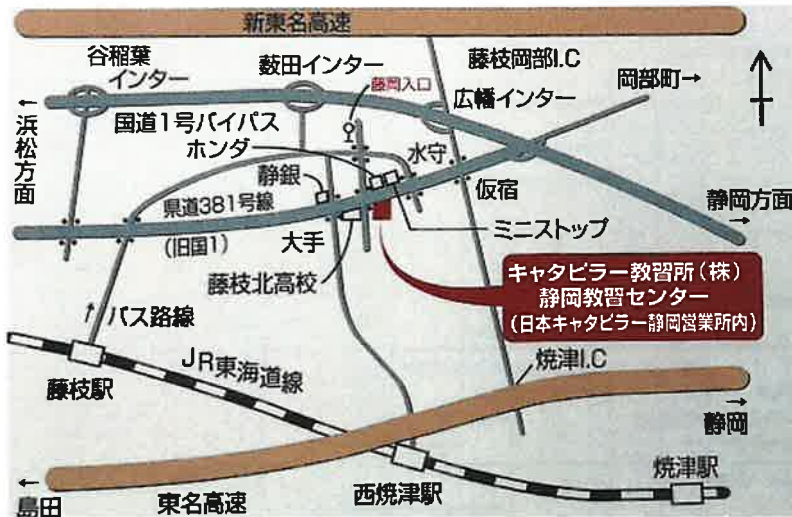 新東名高速
谷稲葉
インター
薮田インター
藤岡入口
藤枝岡部I.C
岡部町→
←
浜松方面
国道1号バイパス
広幡インター
ホンダ
水守
静銀
仮宿
県道381号線
(旧国1)
大手
ミニストップ
静岡方面
→
藤枝北高校
キャタピラー教習所(株)
静岡教習センター
(日本キャタピラー静岡営業所内)
→バス路線
JR東海道線
藤枝駅
焼津I.C
→
静岡
←
島田
東名高速
西焼津駅
焼津駅